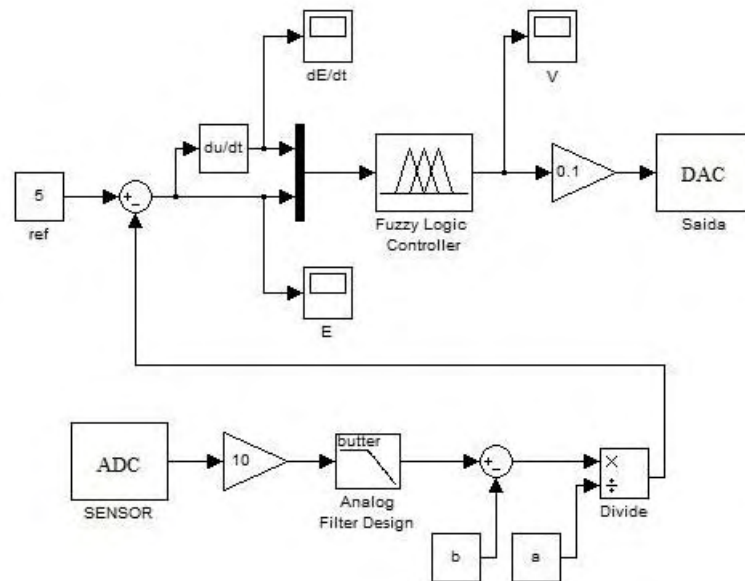 dE/dt
V
du/dt
5
ref
+
−
Fuzzy Logic
Controller
0.1
DAC
Saida
E
ADC
SENSOR
10
butter
Analog
Filter Design
+
−
×
÷
Divide
b
a